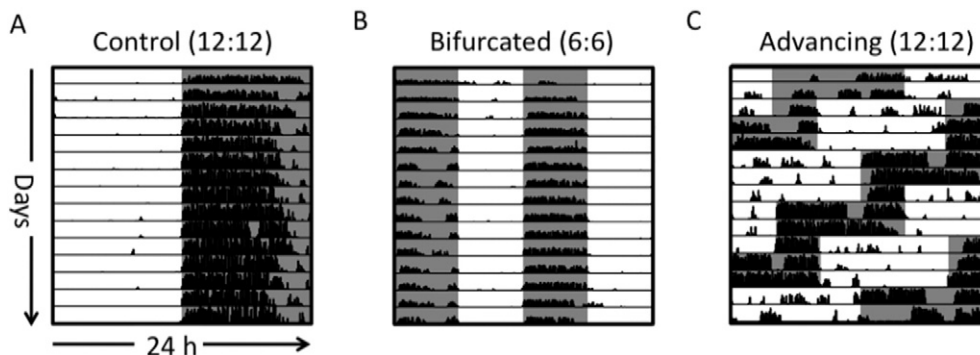 A
Control (12:12)
Days
24 h
B
Bifurcated (6:6)
C
Advancing (12:12)